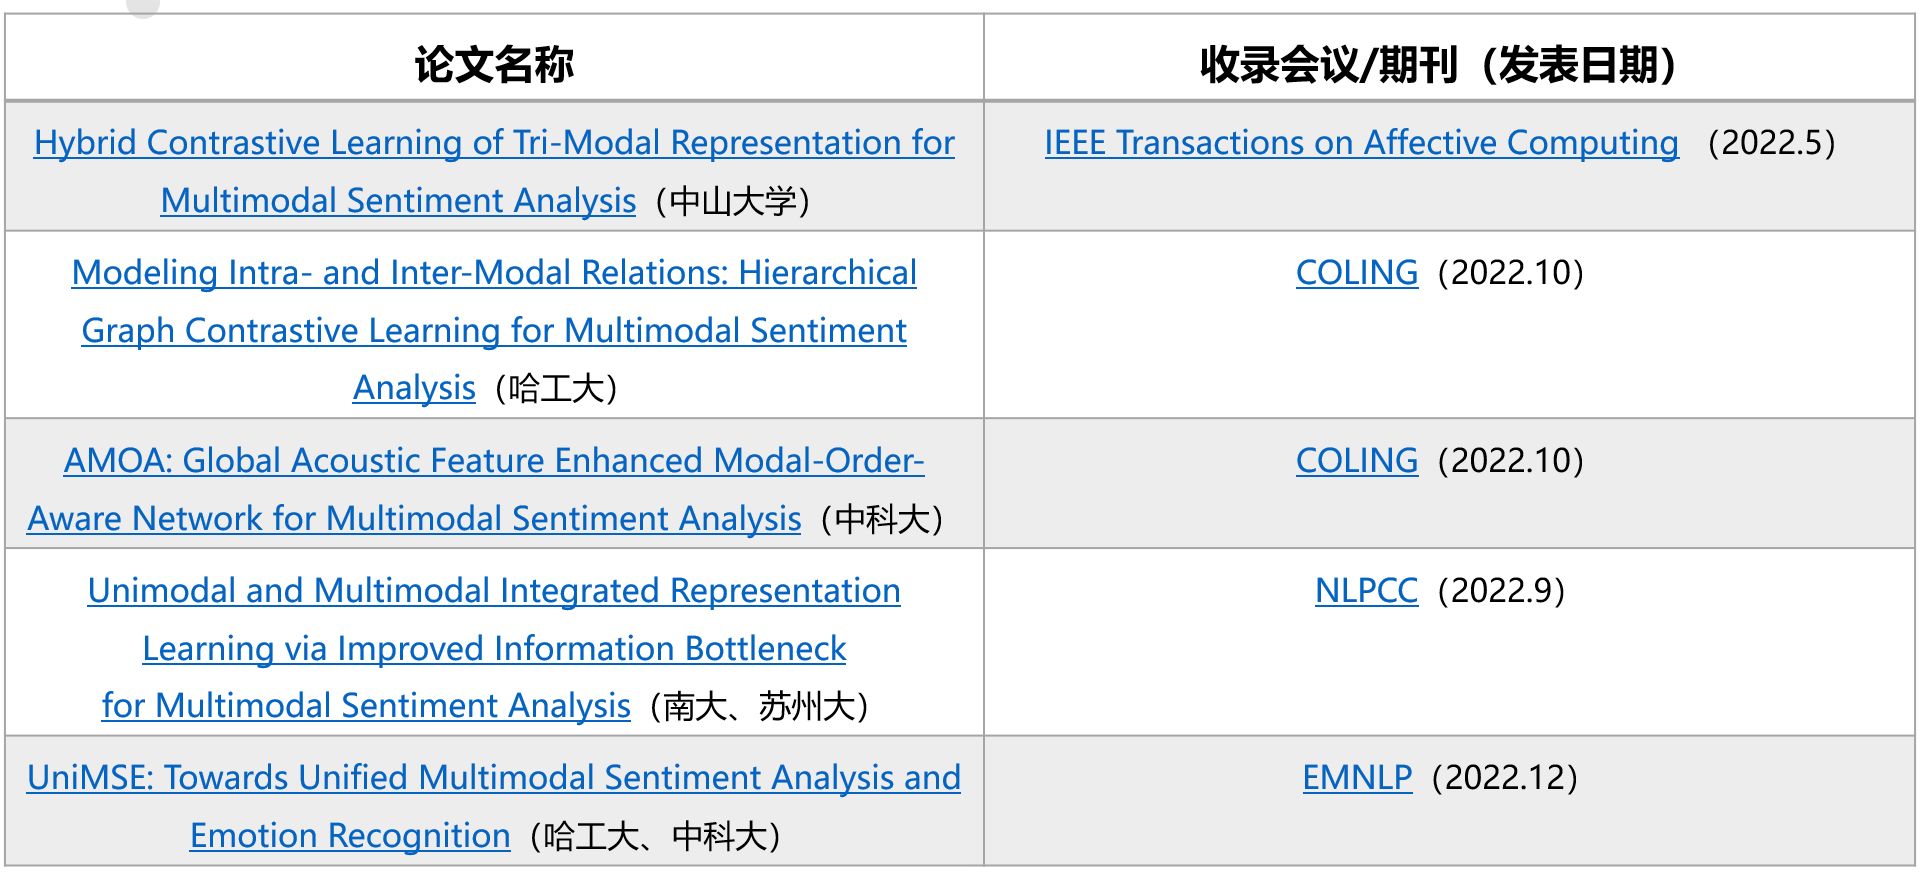 论文名称
收录会议/期刊（发表日期）
Hybrid Contrastive Learning of Tri-Modal Representation for
Multimodal Sentiment Analysis（中山大学）
IEEE Transactions on Affective Computing （2022.5）
Modeling Intra- and Inter-Modal Relations: Hierarchical
Graph Contrastive Learning for Multimodal Sentiment
Analysis（哈工大）
COLING（2022.10）
AMOA: Global Acoustic Feature Enhanced Modal-Order-
Aware Network for Multimodal Sentiment Analysis（中科大）
COLING（2022.10）
Unimodal and Multimodal Integrated Representation
Learning via Improved Information Bottleneck
for Multimodal Sentiment Analysis（南大、苏州大）
NLPCC（2022.9）
UniMSE: Towards Unified Multimodal Sentiment Analysis and
Emotion Recognition（哈工大、中科大）
EMNLP（2022.12）